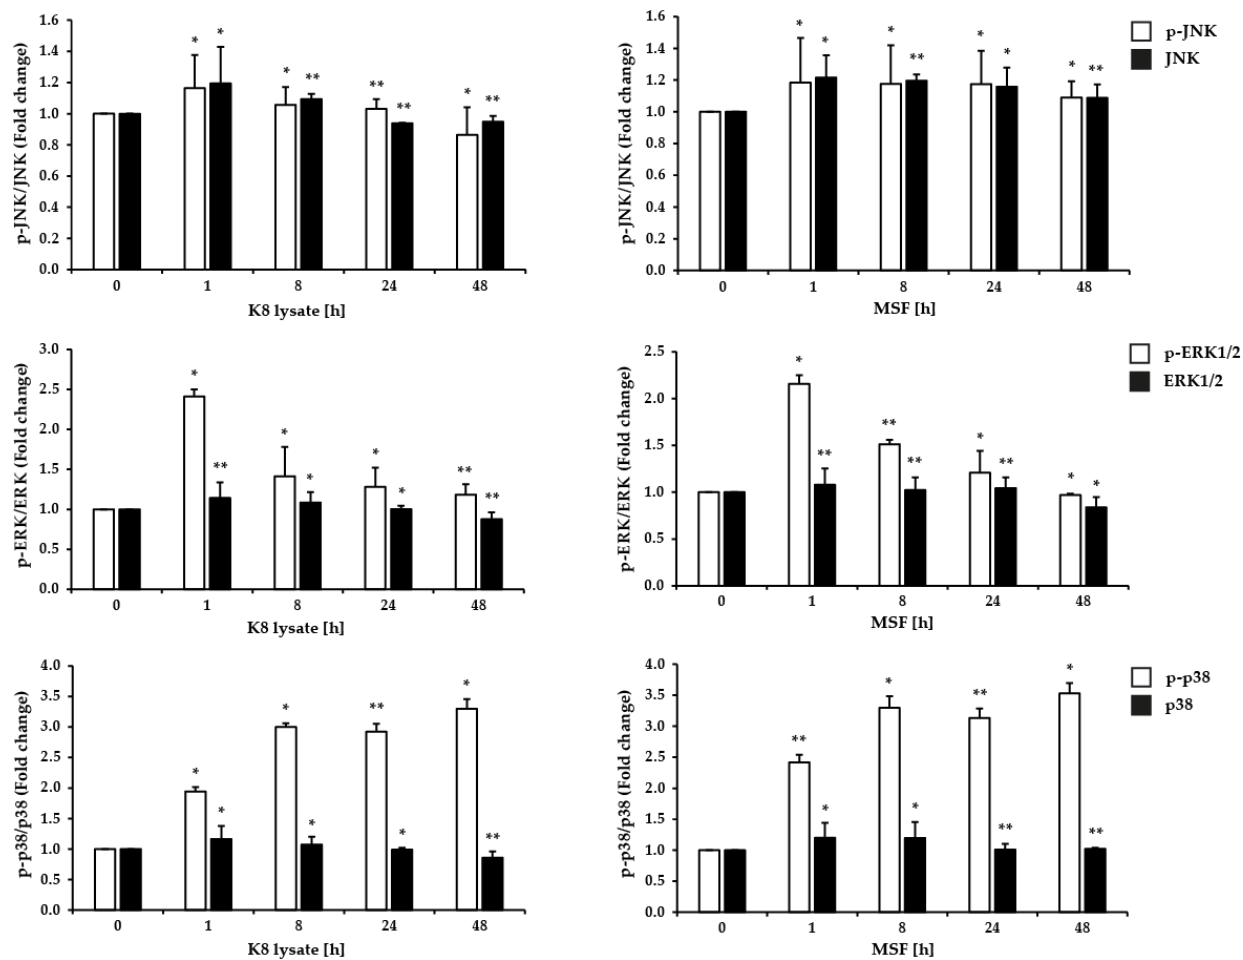 p-JNK/JNK (Fold change)
1.6
1.4
1.2
1.0
0.8
0.6
0.4
0.2
0.0
* * * ** ** ** * **
0 1 8 24 48
K8 lysate [h]
p-JNK/JNK (Fold change)
1.6
1.4
1.2
1.0
0.8
0.6
0.4
0.2
0.0
* * * ** * * * **
0 1 8 24 48
MSF [h]
p-JNK
JNK
p-ERK/ERK (Fold change)
3.0
2.5
2.0
1.5
1.0
0.5
0.0
* ** * * * * ** **
0 1 8 24 48
K8 lysate [h]
p-ERK/ERK (Fold change)
2.5
2.0
1.5
1.0
0.5
0.0
* ** ** ** * ** * *
0 1 8 24 48
MSF [h]
p-ERK1/2
ERK1/2
p-p38/p38 (Fold change)
4.0
3.5
3.0
2.5
2.0
1.5
1.0
0.5
0.0
* * * * ** * * **
0 1 8 24 48
K8 lysate [h]
p-p38/p38 (Fold change)
4.0
3.5
3.0
2.5
2.0
1.5
1.0
0.5
0.0
** * * * ** ** * **
0 1 8 24 48
MSF [h]
p-p38
p38